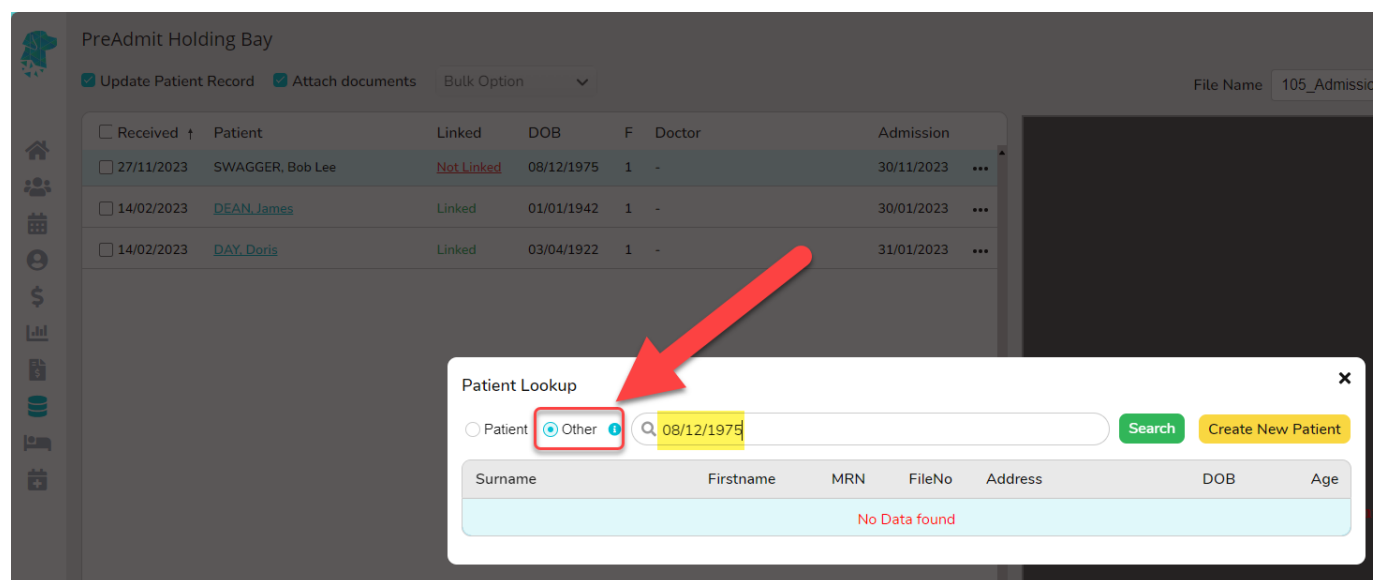 PreAdmit Holding Bay
Update Patient Record Attach documents Bulk Option File Name 105_Admissio
Received ↑ Patient Linked DOB F Doctor Admission
27/11/2023 SWAGGER, Bob Lee Not Linked 08/12/1975 1 - 30/11/2023 •••
14/02/2023 DEAN, James Linked 01/01/1942 1 - 30/01/2023 •••
14/02/2023 DAY, Doris Linked 03/04/1922 1 - 31/01/2023 •••
Patient Lookup
Patient Other 08/12/1975 Search Create New Patient
Surname Firstname MRN FileNo Address DOB Age
No Data found